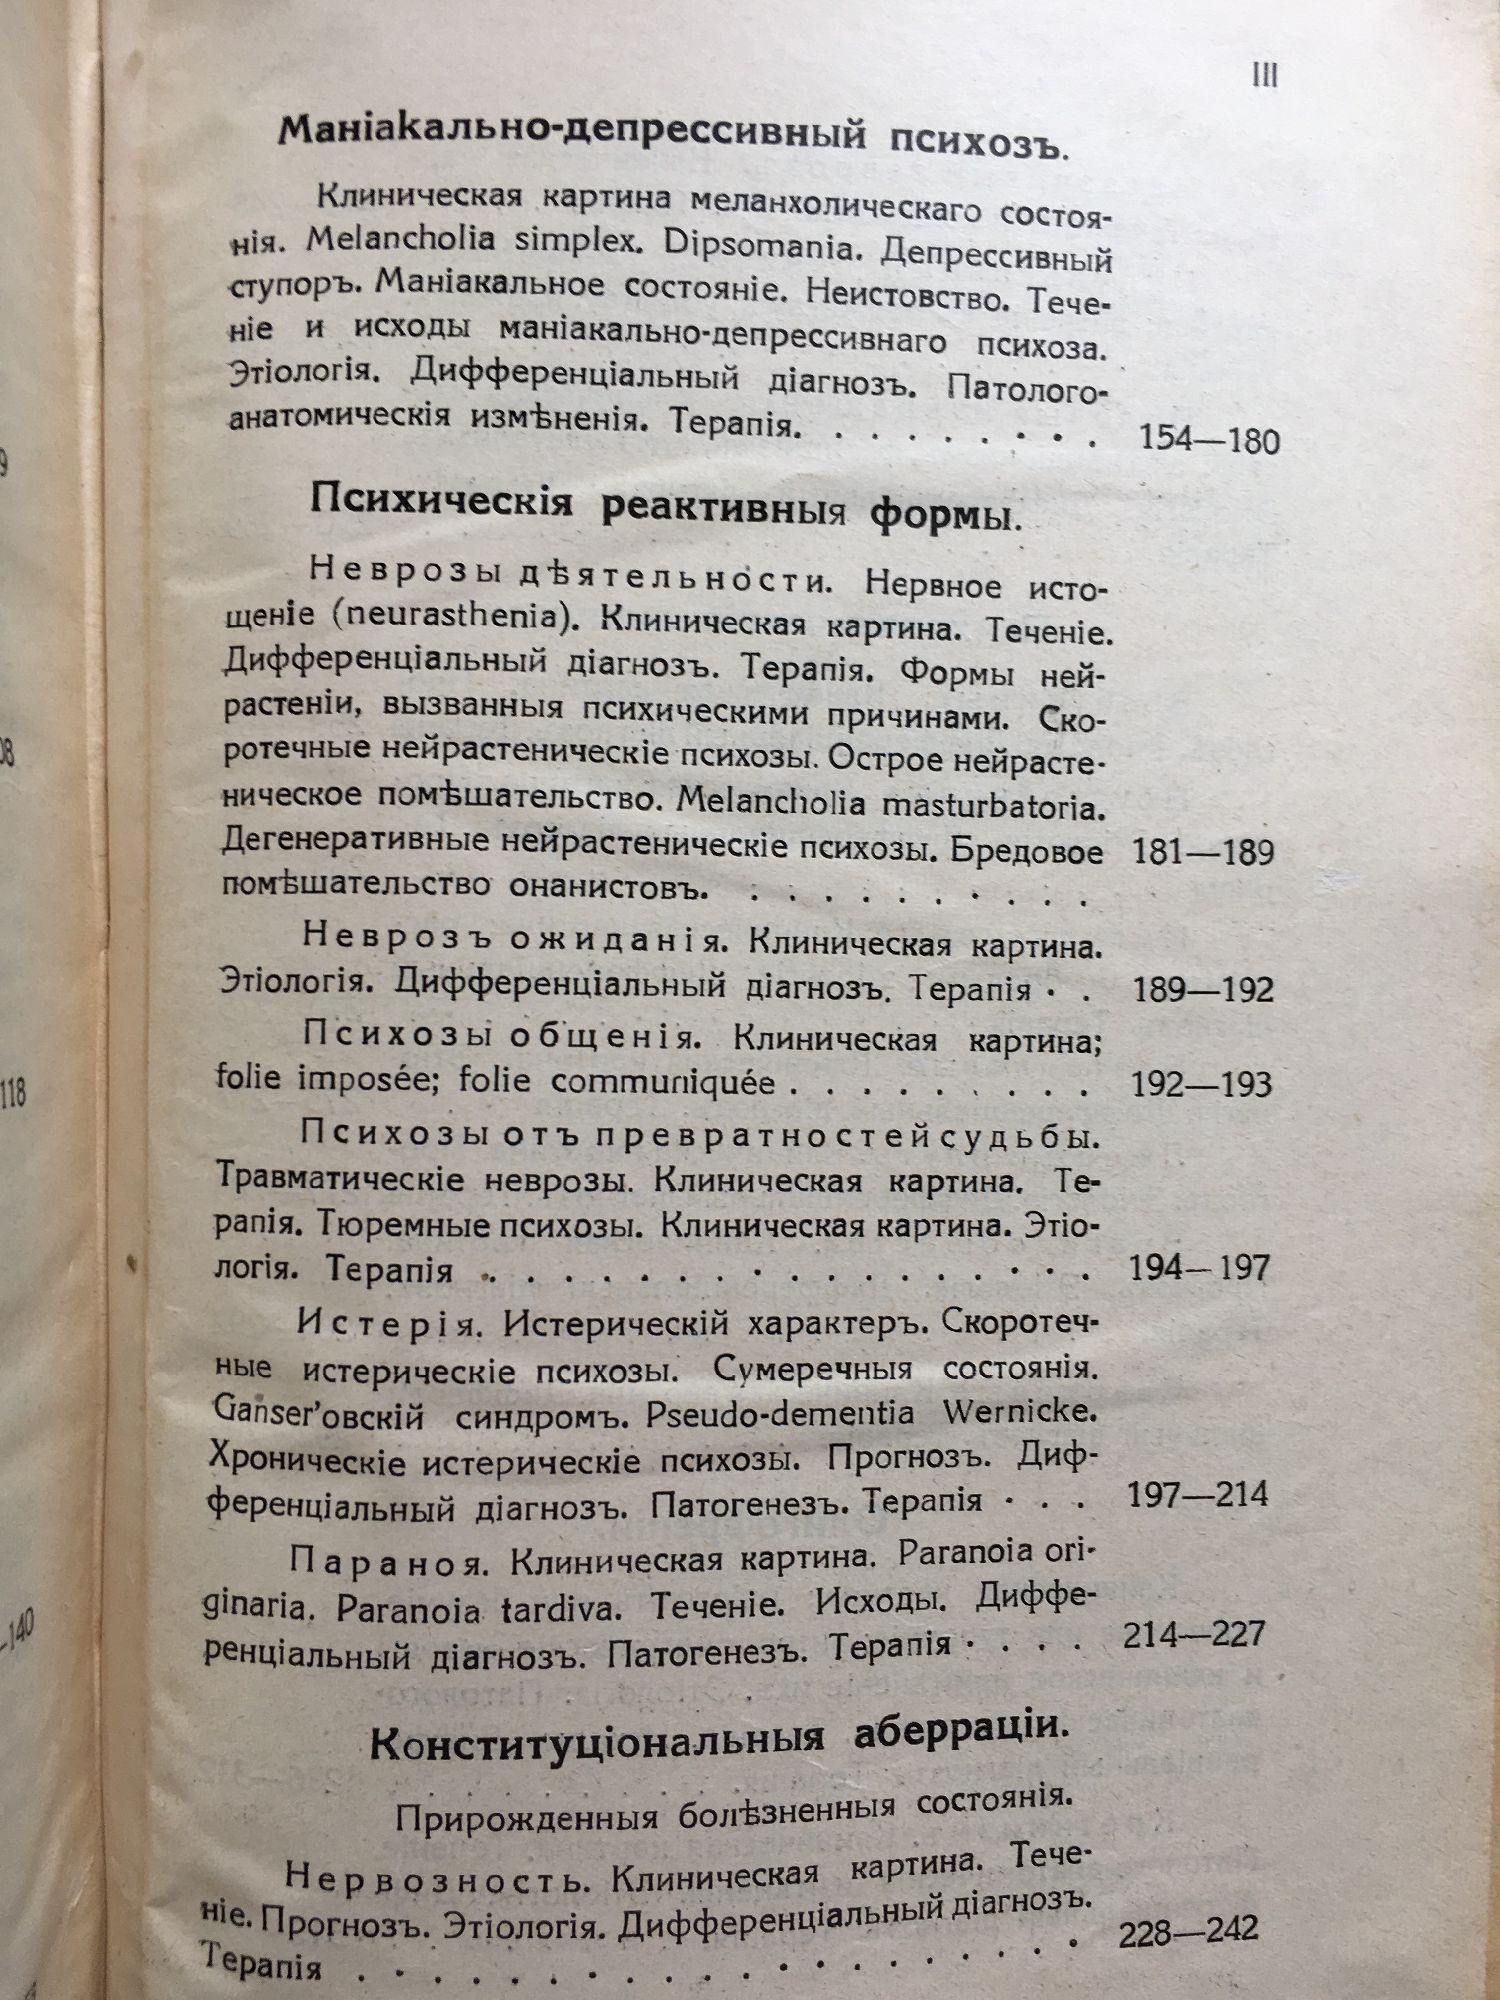 III
Маніакально-депрессивный психозъ.
Клиническая картина меланхолическаго состоя-
нія. Melancholia simplex. Dipsomania. Депрессивный
ступоръ. Маніакальное состояніе. Неистовство. Тече-
ніе и исходы маніакально-депрессивнаго психоза.
Этіологія. Дифференціальный діагнозъ. Патолого-
анатомическія измѣненія. Терапія. . . . . . . . . 154—180
Психическія реактивныя формы.
Неврозы дѣятельности. Нервное исто-
щеніе (neurasthenia). Клиническая картина. Теченіе.
Дифференціальный діагнозъ. Терапія. Формы ней-
растеніи, вызванныя психическими причинами. Ско-
ротечные нейрастеническіе психозы. Острое нейрасте-
ническое помѣшательство. Melancholia masturbatoria.
Дегенеративные нейрастеническіе психозы. Бредовое 181—189
помѣшательство онанистовъ. . . . . . . . . . .
Неврозъ ожиданія. Клиническая картина.
Этіологія. Дифференціальный діагнозъ. Терапія . . 189—192
Психозы общенія. Клиническая картина;
folie imposée; folie communiquée . . . . . . . . . 192—193
Психозы отъ превратностей судьбы.
Травматическіе неврозы. Клиническая картина. Те-
рапія. Тюремные психозы. Клиническая картина. Этіо-
логія. Терапія . . . . . . . . . . . . . . . . . 194—197
Истерія. Истерическій характеръ. Скоротеч-
ные истерическіе психозы. Сумеречныя состоянія.
Ganser’овскій синдромъ. Pseudo-dementia Wernicke.
Хроническіе истерическіе психозы. Прогнозъ. Диф-
ференціальный діагнозъ. Патогенезъ. Терапія . . . 197—214
Параноя. Клиническая картина. Paranoia ori-
ginaria. Paranoia tardiva. Теченіе. Исходы. Диффе-
ренціальный діагнозъ. Патогенезъ. Терапія . . . . 214—227
Конституціональныя аберраціи.
Прирожденныя болѣзненныя состоянія.
Нервозность. Клиническая картина. Тече-
ніе. Прогнозъ. Этіологія. Дифференціальный діагнозъ.
Терапія . . . . . . . . . . . . . . . . . . . 228—242
9
08
118
—140